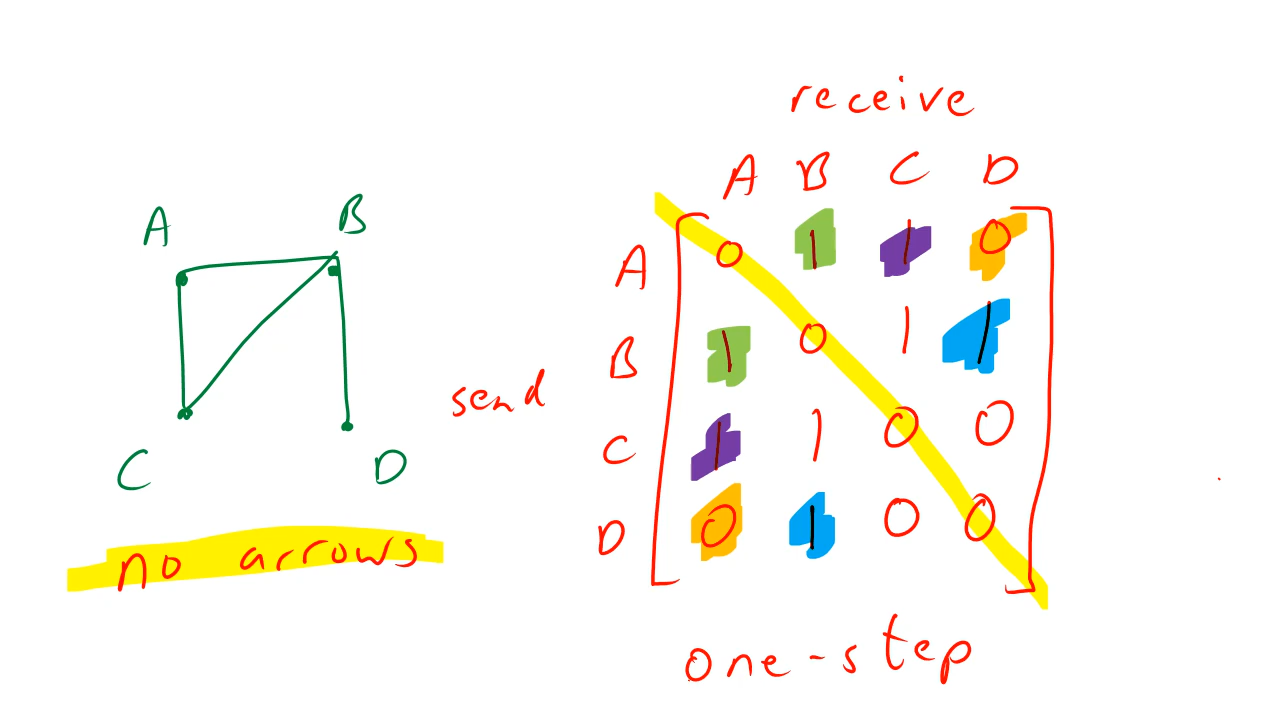 receive
A B C D
A B
A 0 1 1 0
B 1 0 1 1
send
C 1 1 0 0
C D
D 0 1 0 0
no arrows
one-step